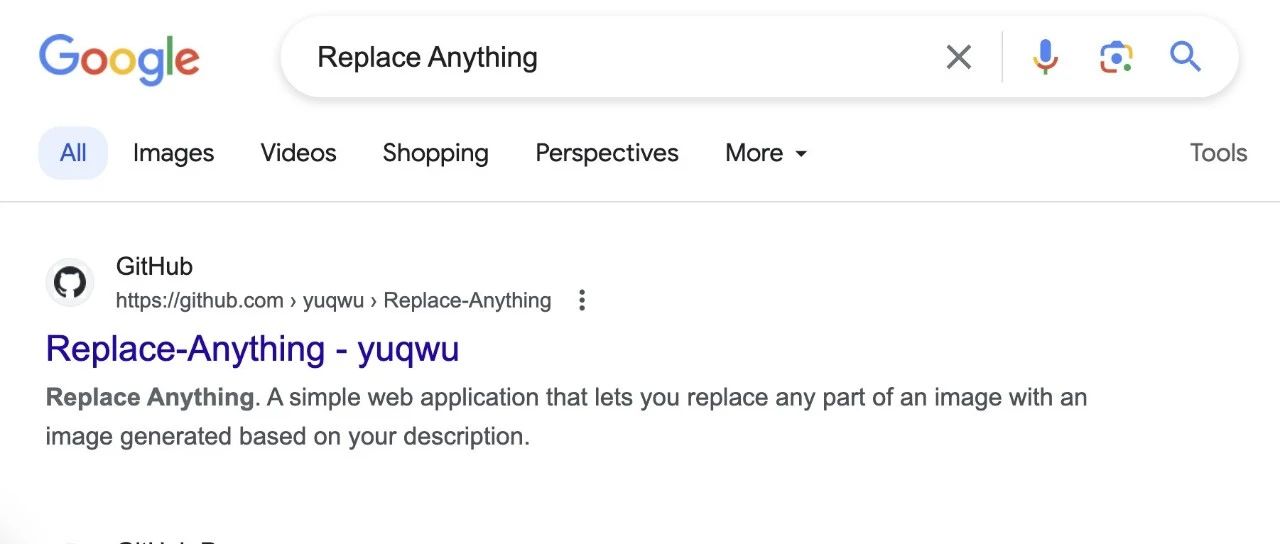 Google
Replace Anything
All Images Videos Shopping Perspectives More Tools
GitHub
https://github.com › yuqwu › Replace-Anything
Replace-Anything - yuqwu
Replace Anything. A simple web application that lets you replace any part of an image with an
image generated based on your description.